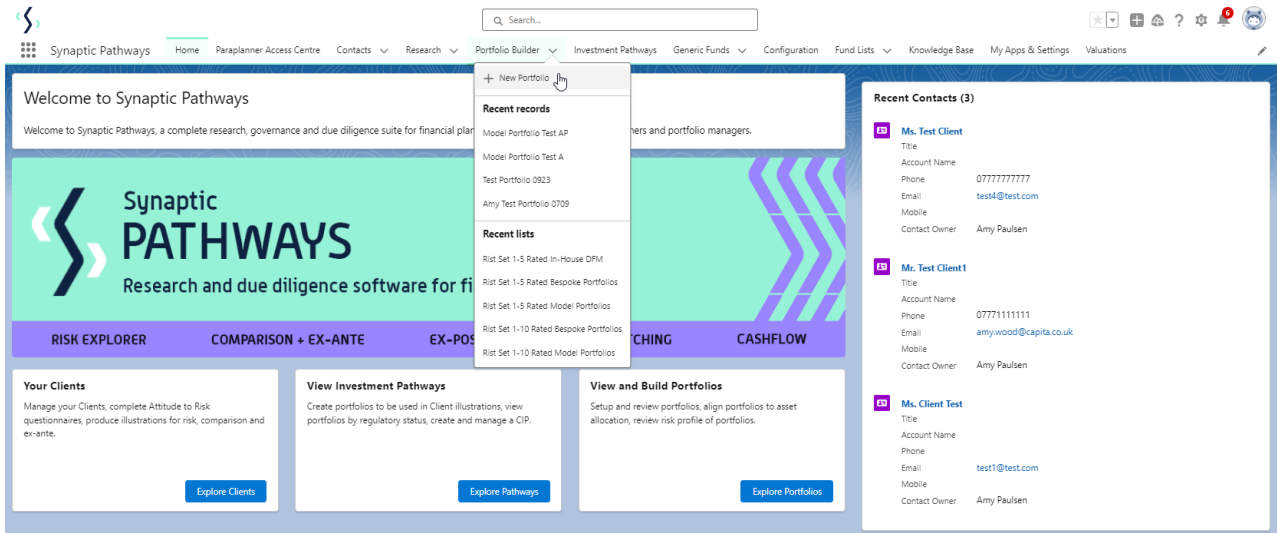 Search...
6
Synaptic Pathways
Home
Paraplanner Access Centre
Contacts
Research
Portfolio Builder
Investment Pathways
Generic Funds
Configuration
Fund Lists
Knowledge Base
My Apps & Settings
Valuations
New Portfolio
Recent records
Model Portfolio Test AP
Model Portfolio Test A
Test Portfolio 0923
Amy Test Portfolio 0709
Recent lists
Rist Set 1-5 Rated In-House DFM
Rist Set 1-5 Rated Bespoke Portfolios
Rist Set 1-5 Rated Model Portfolios
Rist Set 1-10 Rated Bespoke Portfolios
Rist Set 1-10 Rated Model Portfolios
Welcome to Synaptic Pathways
Welcome to Synaptic Pathways, a complete research, governance and due diligence suite for financial plan ners and portfolio managers.
Synaptic
PATHWAYS
Research and due diligence software for fi
RISK EXPLORER
COMPARISON + EX-ANTE
EX-POS
TCHING
CASHFLOW
Your Clients
Manage your Clients, complete Attitude to Risk
questionnaires, produce illustrations for risk, comparison and
ex-ante.
Explore Clients
View Investment Pathways
Create portfolios to be used in Client illustrations, view
portfolios by regulatory status, create and manage a CIP.
Explore Pathways
View and Build Portfolios
Setup and review portfolios, align portfolios to asset
allocation, review risk profile of portfolios.
Explore Portfolios
Recent Contacts (3)
Ms. Test Client
Title
Account Name
Phone 07777777777
Email test4@test.com
Mobile
Contact Owner Amy Paulsen
Mr. Test Client1
Title
Account Name
Phone 07771111111
Email amy.wood@capita.co.uk
Mobile
Contact Owner Amy Paulsen
Ms. Client Test
Title
Account Name
Phone
Email test1@test.com
Mobile
Contact Owner Amy Paulsen